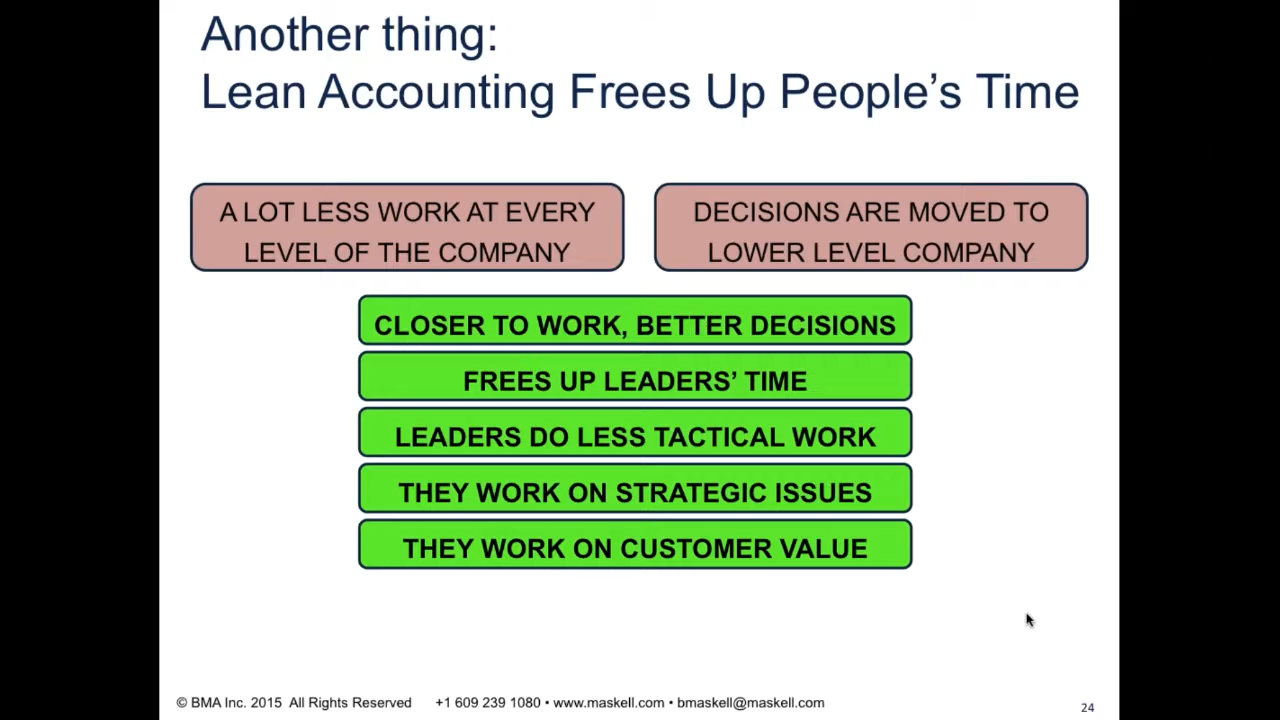 Another thing:
Lean Accounting Frees Up People’s Time
A LOT LESS WORK AT EVERY
LEVEL OF THE COMPANY
DECISIONS ARE MOVED TO
LOWER LEVEL COMPANY
CLOSER TO WORK, BETTER DECISIONS
FREES UP LEADERS’ TIME
LEADERS DO LESS TACTICAL WORK
THEY WORK ON STRATEGIC ISSUES
THEY WORK ON CUSTOMER VALUE
© BMA Inc. 2015 All Rights Reserved +1 609 239 1080 • www.maskell.com • bmaskell@maskell.com
24